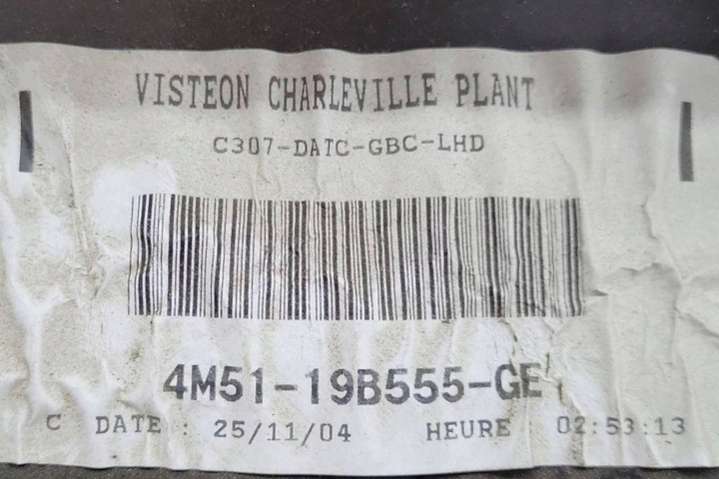 VISTEON CHARLEVILLE PLANT
C307-DATC-GBC-LHD
4M51-19B555-GE
C DATE : 25/11/04 HEURE : 02:53:13